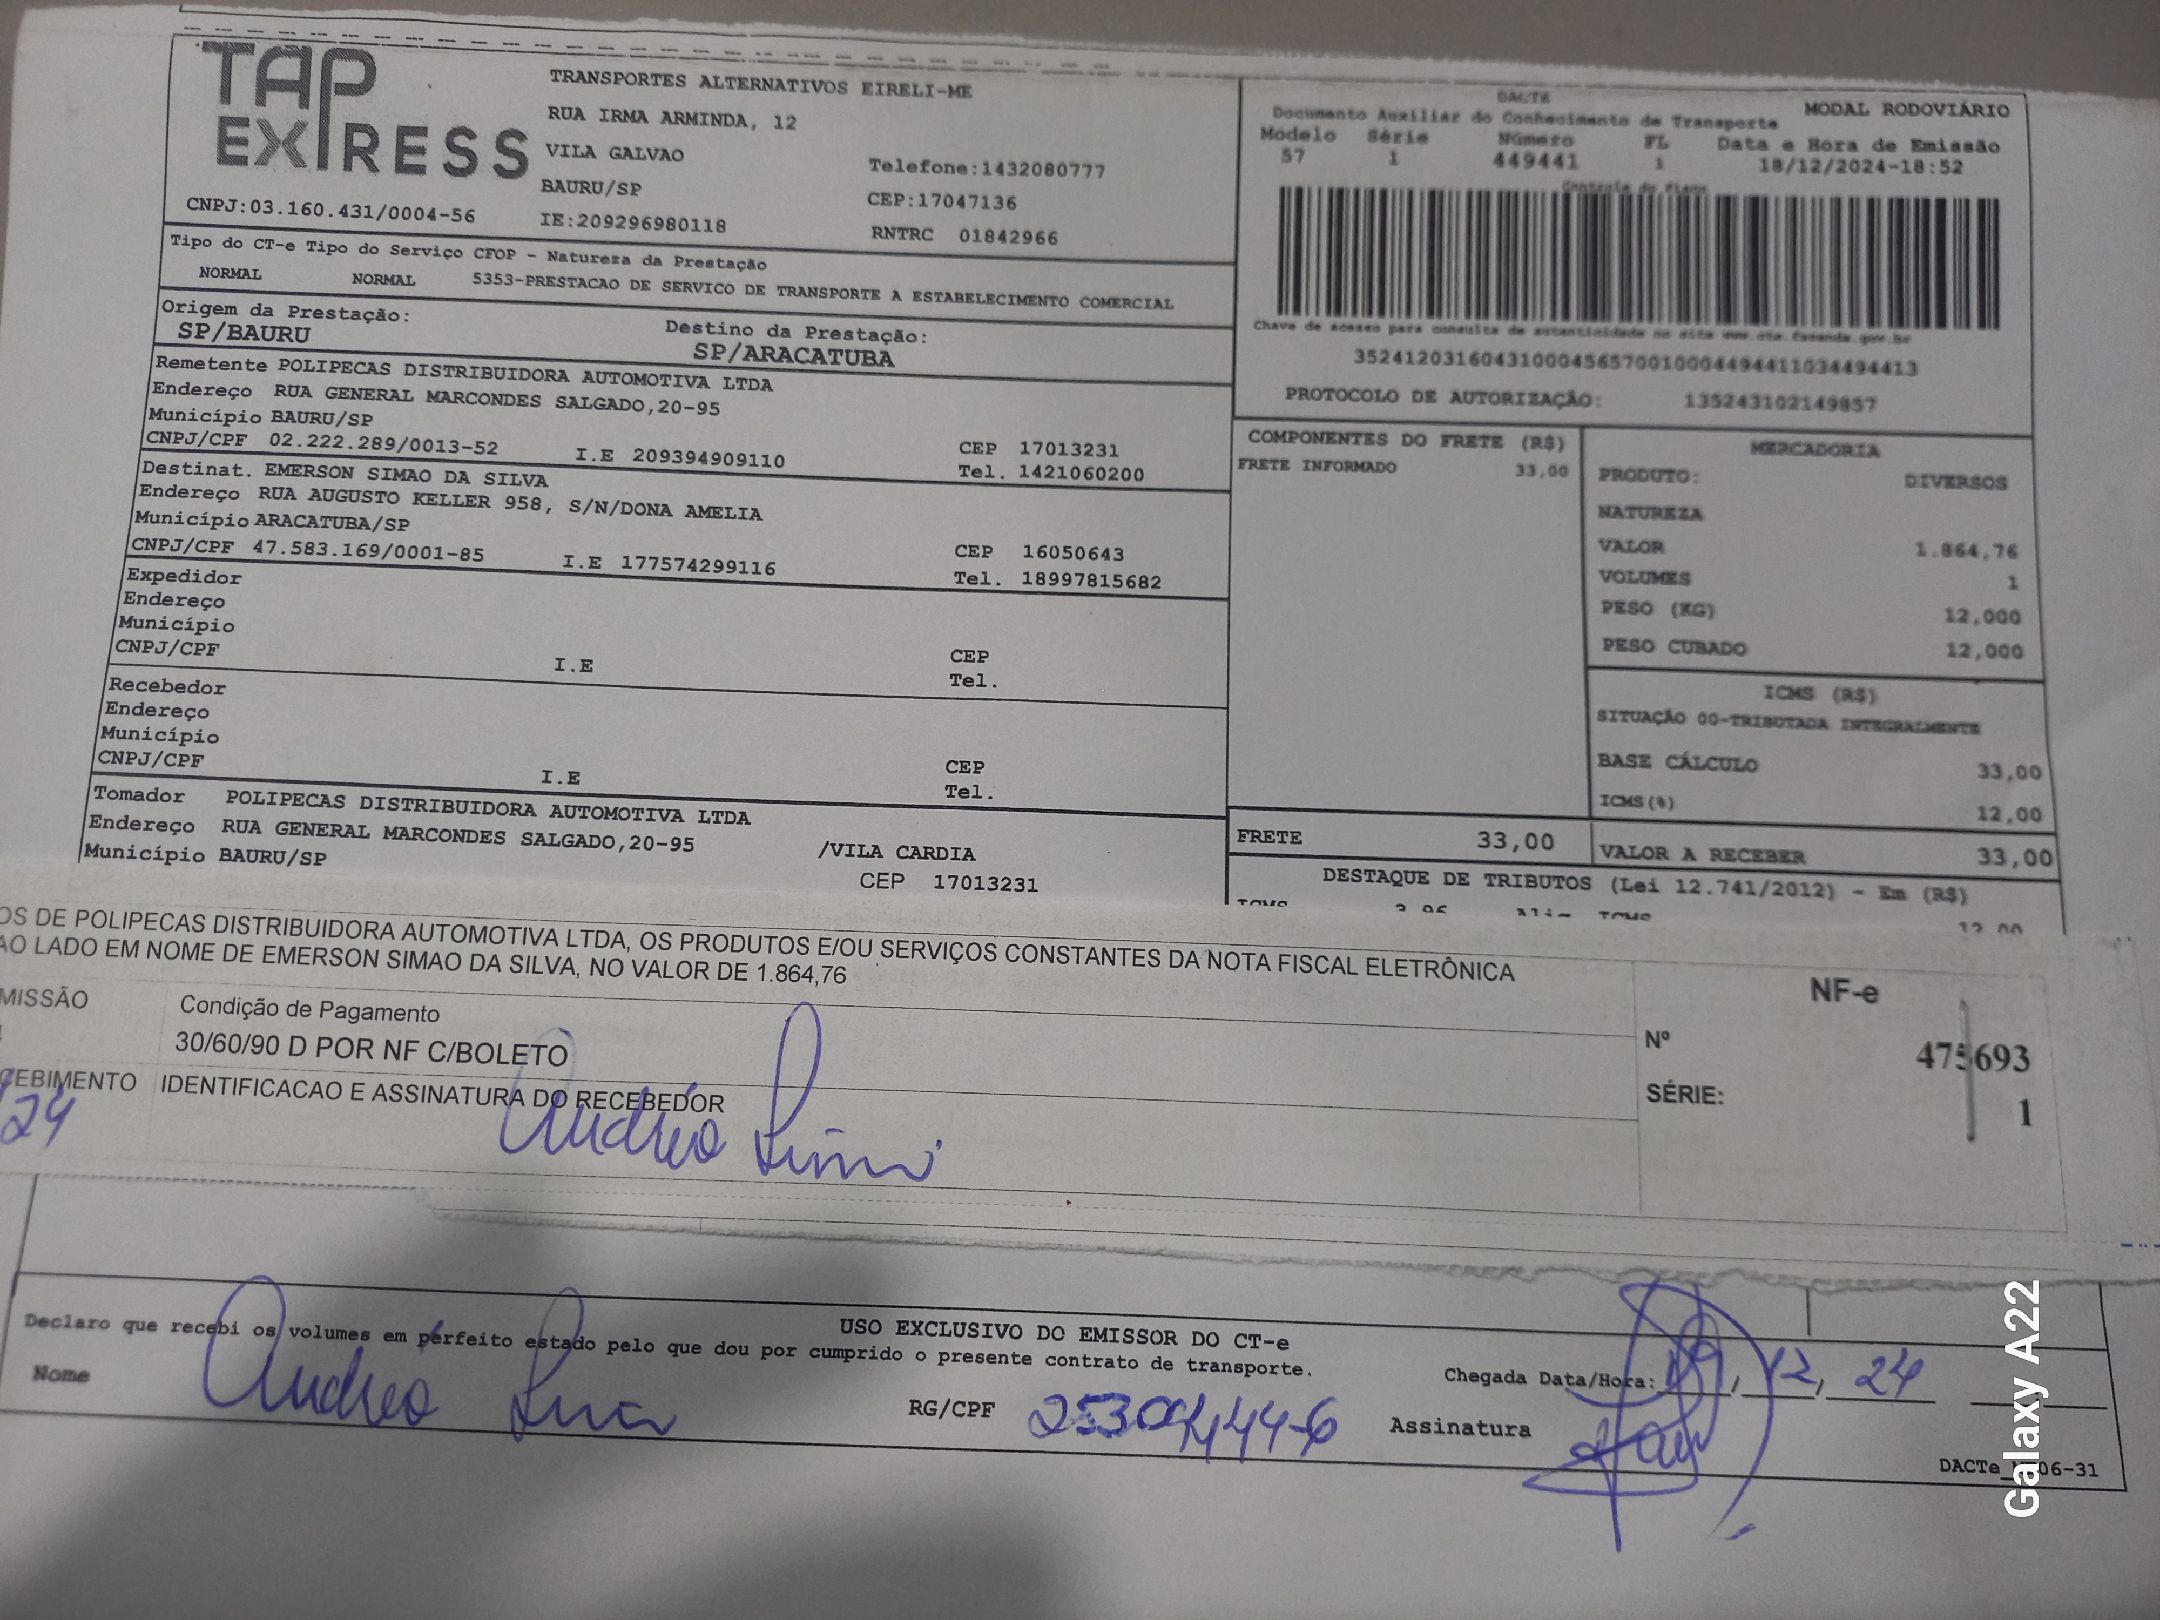 TAP EXPRESS
CNPJ:03.160.431/0004-56
TRANSPORTES ALTERNATIVOS EIRELI-ME
RUA IRMA ARMINDA, 12
VILA GALVAO
Telefone:1432080777
BAURU/SP
CEP:17047136
IE:209296980118
RNTRC 01842966
DACTE
MODAL RODOVIÁRIO
Documento Auxiliar do Conhecimento de Transporte
Modelo Série Número FL Data e Hora de Emissão
57 1 449441 1 18/12/2024-18:52
Controle do Fisco
Chave de acesso para consulta de autenticidade no site www.cte.fazenda.gov.br
35241203160431000456570010004494411034494413
PROTOCOLO DE AUTORIZAÇÃO: 135243102149857
Tipo do CT-e Tipo do Serviço CFOP - Natureza da Prestação
NORMAL NORMAL 5353-PRESTACAO DE SERVICO DE TRANSPORTE A ESTABELECIMENTO COMERCIAL
Origem da Prestação: Destino da Prestação:
SP/BAURU SP/ARACATUBA
Remetente POLIPECAS DISTRIBUIDORA AUTOMOTIVA LTDA
Endereço RUA GENERAL MARCONDES SALGADO,20-95
Município BAURU/SP CEP 17013231
CNPJ/CPF 02.222.289/0013-52 I.E 209394909110 Tel. 1421060200
Destinat. EMERSON SIMAO DA SILVA
Endereço RUA AUGUSTO KELLER 958, S/N/DONA AMELIA
Município ARACATUBA/SP CEP 16050643
CNPJ/CPF 47.583.169/0001-85 I.E 177574299116 Tel. 18997815682
Expedidor
Endereço
Município CEP
CNPJ/CPF I.E Tel.
Recebedor
Endereço
Município CEP
CNPJ/CPF I.E Tel.
Tomador POLIPECAS DISTRIBUIDORA AUTOMOTIVA LTDA
Endereço RUA GENERAL MARCONDES SALGADO,20-95 /VILA CARDIA
Município BAURU/SP CEP 17013231
COMPONENTES DO FRETE (R$)
FRETE INFORMADO 33,00
MERCADORIA
PRODUTO: DIVERSOS
NATUREZA
VALOR 1.864,76
VOLUMES 1
PESO (KG) 12,000
PESO CUBADO 12,000
ICMS (R$)
SITUAÇÃO 00-TRIBUTADA INTEGRALMENTE
BASE CÁLCULO 33,00
ICMS(%) 12,00
FRETE 33,00
VALOR A RECEBER 33,00
DESTAQUE DE TRIBUTOS (Lei 12.741/2012) - Em (R$)
ICMS 3,96 Aliq ICMS 12,00
OS DE POLIPECAS DISTRIBUIDORA AUTOMOTIVA LTDA, OS PRODUTOS E/OU SERVIÇOS CONSTANTES DA NOTA FISCAL ELETRÔNICA
AO LADO EM NOME DE EMERSON SIMAO DA SILVA, NO VALOR DE 1.864,76
MISSÃO Condição de Pagamento
30/60/90 D POR NF C/BOLETO
CEBIMENTO IDENTIFICACAO E ASSINATURA DO RECEBEDOR
/24
NF-e
Nº 475693
SÉRIE: 1
USO EXCLUSIVO DO EMISSOR DO CT-e
Declaro que recebi os volumes em perfeito estado pelo que dou por cumprido o presente contrato de transporte.
Nome RG/CPF
Chegada Data/Hora: 19, 12, 24
Assinatura
Galaxy A22